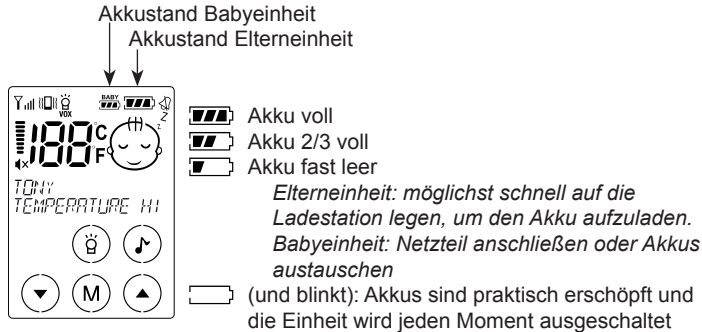 Akkustand Babyeinheit
Akkustand Elterneinheit
BABY
VOX
188°C
°F
z
z
TONY
TEMPERATURE HI
M
Akku voll
Akku 2/3 voll
Akku fast leer
Elterneinheit: möglichst schnell auf die
Ladestation legen, um den Akku aufzuladen.
Babyeinheit: Netzteil anschließen oder Akkus
austauschen
(und blinkt): Akkus sind praktisch erschöpft und
die Einheit wird jeden Moment ausgeschaltet